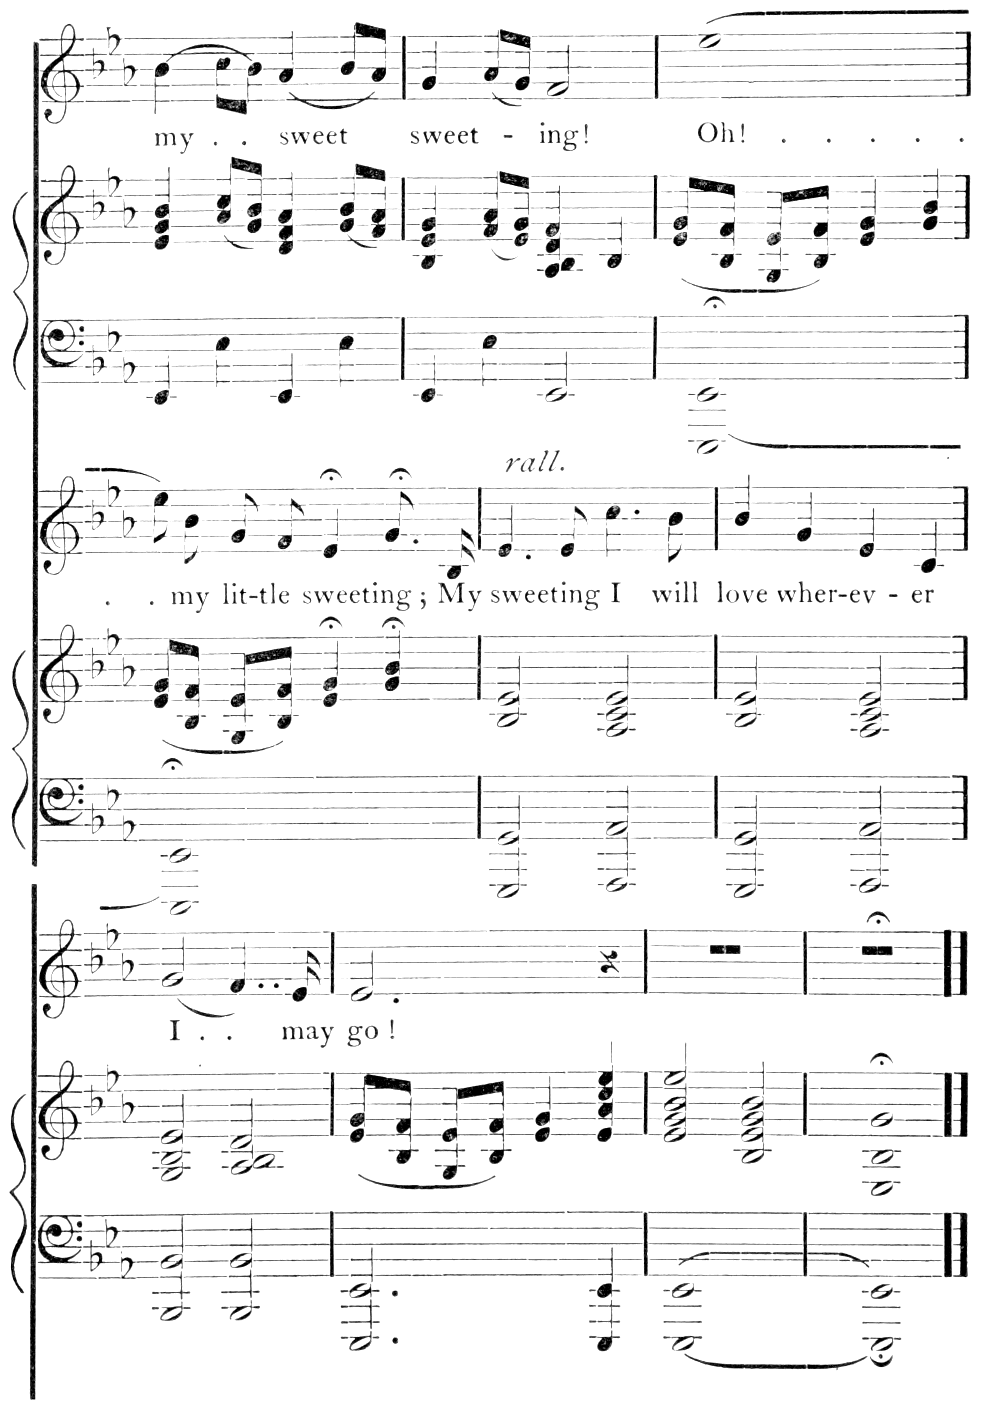 my . . sweet sweet - ing! Oh! . . . . .
rall.
. . my lit-tle sweeting ; My sweeting I will love wher-ev - er
I . . may go !